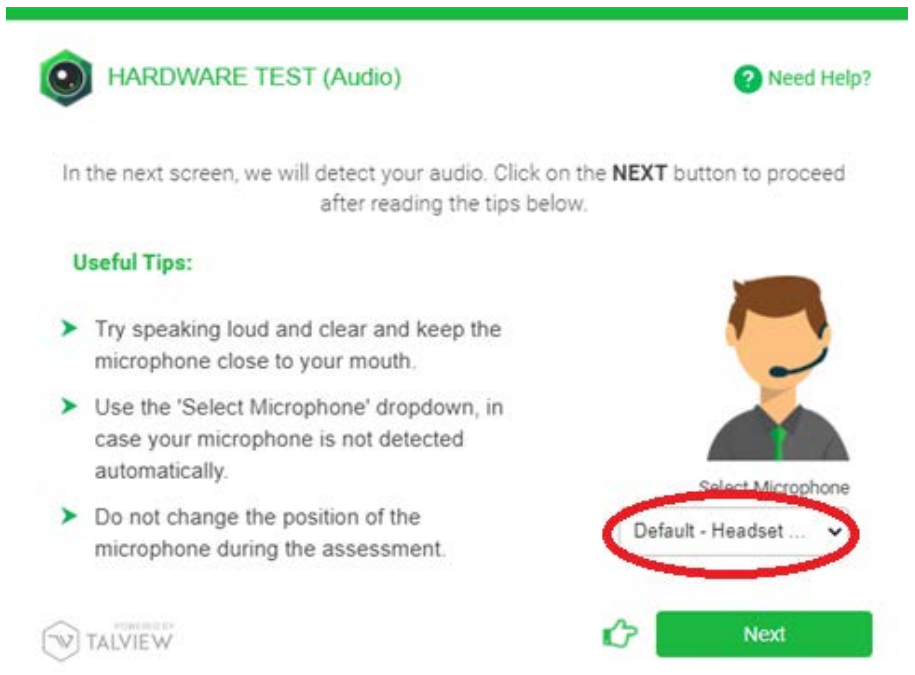 HARDWARE TEST (Audio)
? Need Help?
In the next screen, we will detect your audio. Click on the NEXT button to proceed
after reading the tips below.
Useful Tips:
Try speaking loud and clear and keep the
microphone close to your mouth.
Use the 'Select Microphone' dropdown, in
case your microphone is not detected
automatically.
Do not change the position of the
microphone during the assessment.
Select Microphone
Default - Headset ...
POWERED BY
TALVIEW
Next